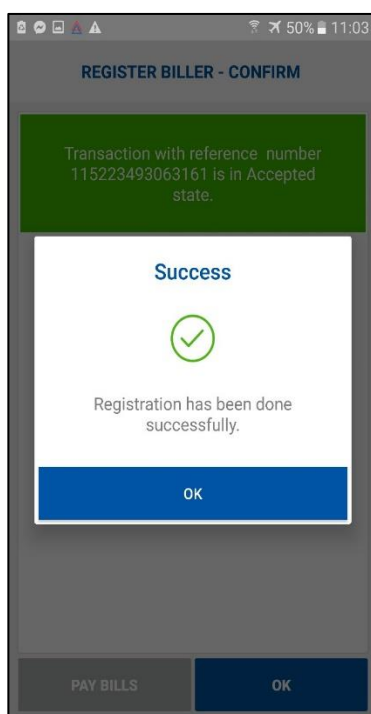 50% 11:03
REGISTER BILLER - CONFIRM
Transaction with reference number
115223493063161 is in Accepted
state.
Success
Registration has been done
successfully.
OK
PAY BILLS
OK